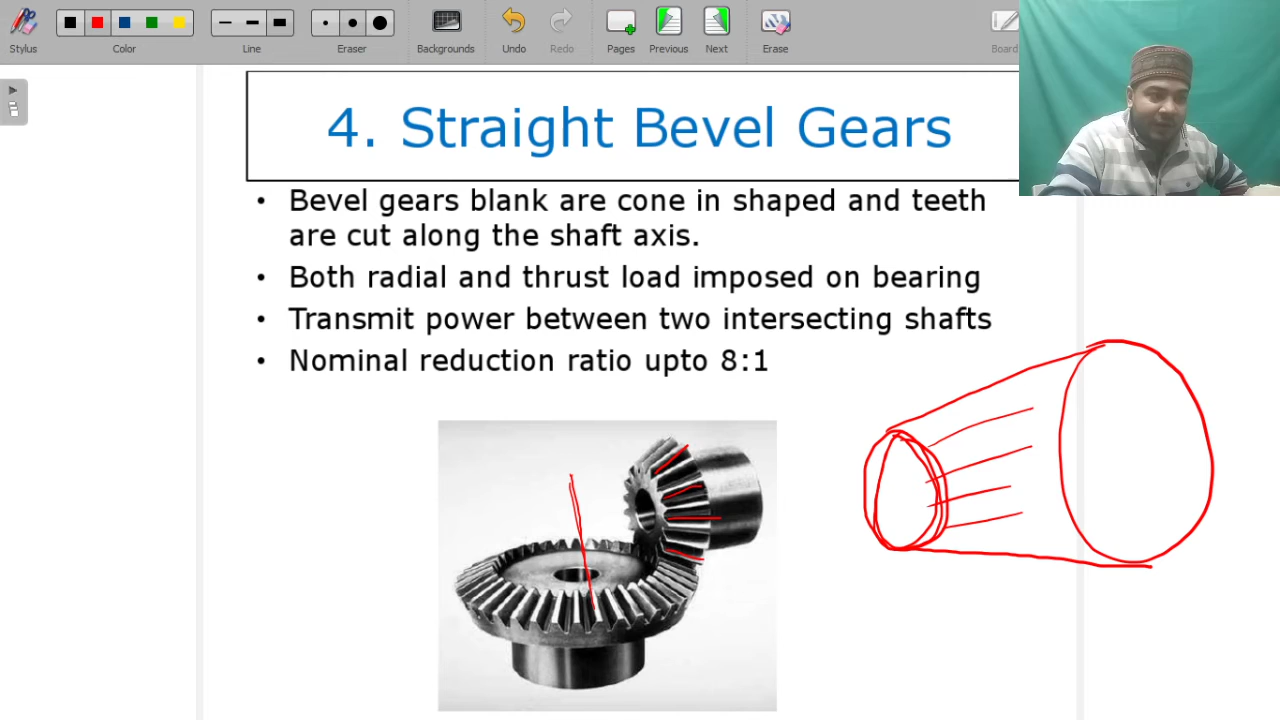 Stylus
Color
Line
Eraser
Backgrounds
Undo
Redo
Pages
Previous
Next
Erase
Board
4. Straight Bevel Gears
• Bevel gears blank are cone in shaped and teeth
are cut along the shaft axis.
• Both radial and thrust load imposed on bearing
• Transmit power between two intersecting shafts
• Nominal reduction ratio upto 8:1